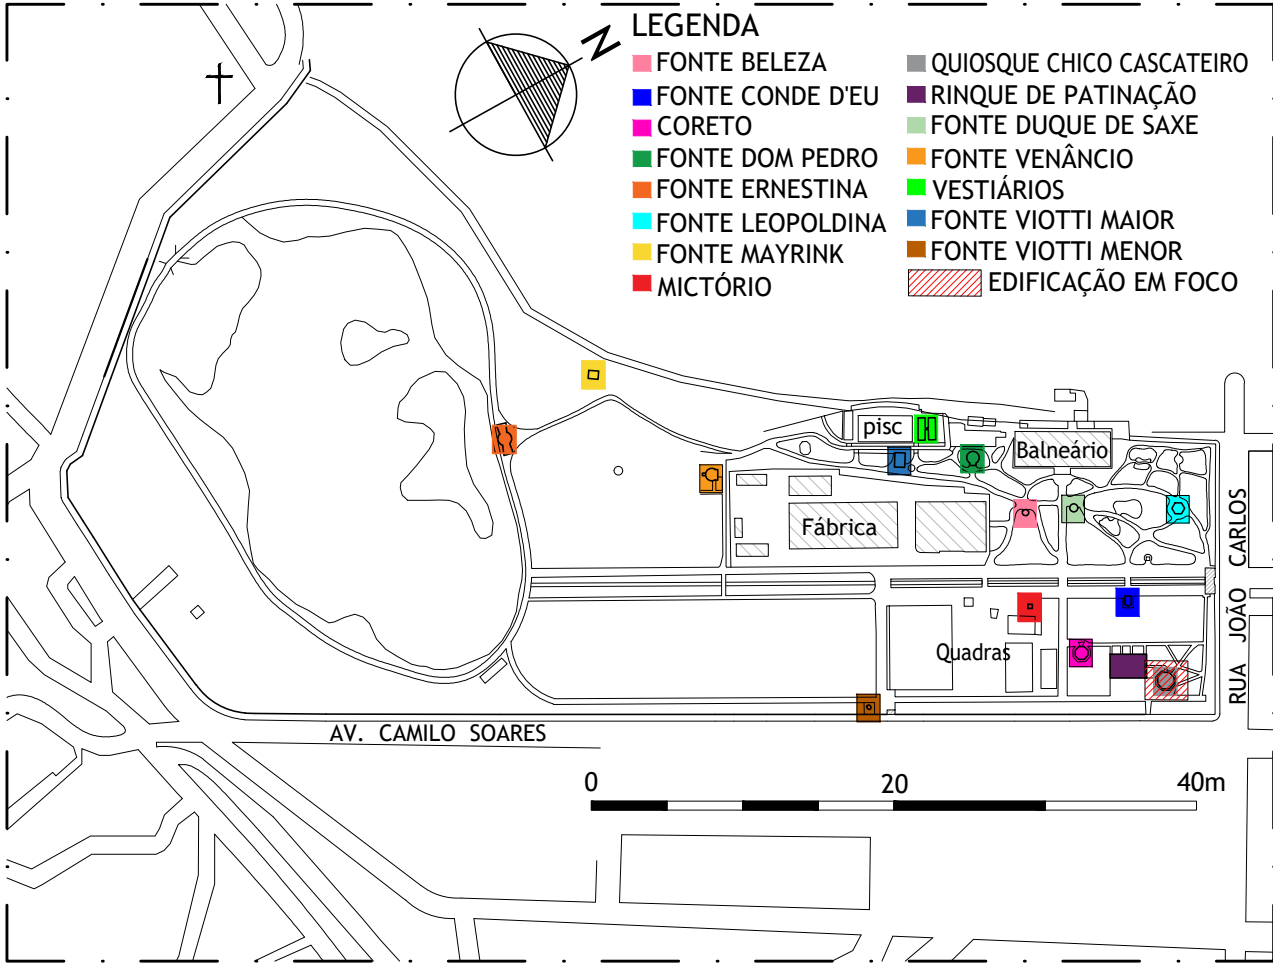 N
LEGENDA
FONTE BELEZA
FONTE CONDE D'EU
CORETO
FONTE DOM PEDRO
FONTE ERNESTINA
FONTE LEOPOLDINA
FONTE MAYRINK
MICTÓRIO
QUIOSQUE CHICO CASCATEIRO
RINQUE DE PATINAÇÃO
FONTE DUQUE DE SAXE
FONTE VENÂNCIO
VESTIÁRIOS
FONTE VIOTTI MAIOR
FONTE VIOTTI MENOR
EDIFICAÇÃO EM FOCO
pisc
Balneário
Fábrica
Quadras
RUA JOÃO CARLOS
AV. CAMILO SOARES
0 20 40m